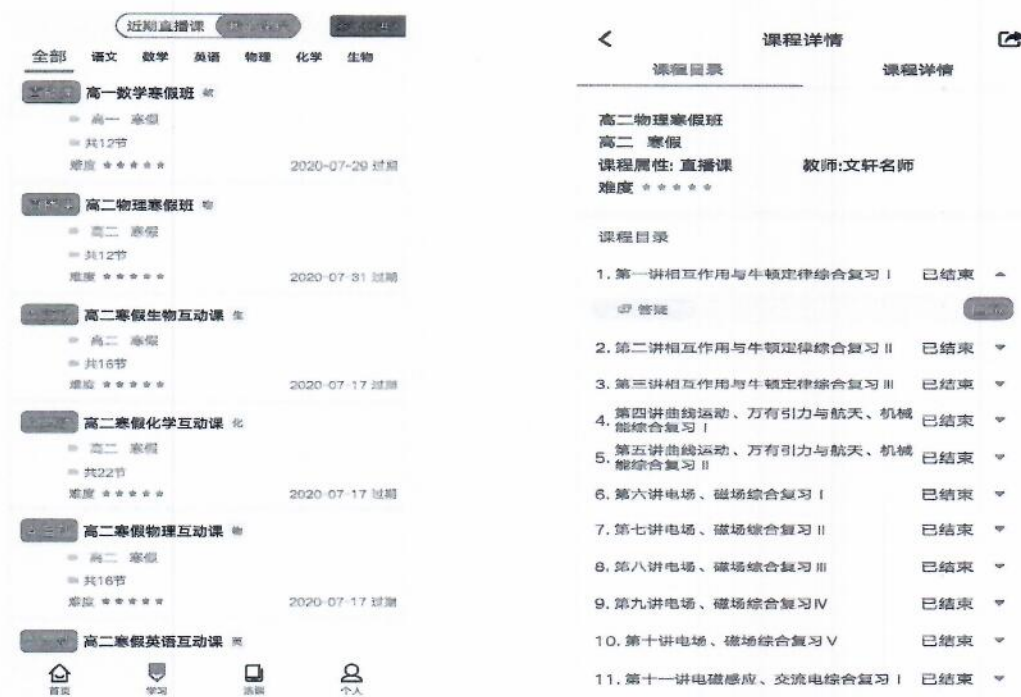 近期直播课
全部 语文 数学 英语 物理 化学 生物
高一数学寒假班 数
高一 寒假
共12节
难度 * * * * *
2020-07-29 过期
高二物理寒假班 物
高二 寒假
共12节
难度 * * * * *
2020-07-31 过期
高二寒假生物互动课 生
高二 寒假
共16节
难度 * * * * *
2020-07-17 过期
高二寒假化学互动课 化
高二 寒假
共22节
难度 * * * * *
2020-07-17 过期
高二寒假物理互动课 物
高二 寒假
共16节
难度 * * * * *
2020-07-17 过期
高二寒假英语互动课 英
首页 学习 个人
课程详情
课程目录 课程详情
高二物理寒假班
高二 寒假
课程属性: 直播课 教师:文轩名师
难度 * * * * *
课程目录
1. 第一讲相互作用与牛顿定律综合复习 I 已结束
答疑
2. 第二讲相互作用与牛顿定律综合复习 II 已结束
3. 第三讲相互作用与牛顿定律综合复习 III 已结束
4. 第四讲曲线运动、万有引力与航天、机械能综合复习 I 已结束
5. 第五讲曲线运动、万有引力与航天、机械能综合复习 II 已结束
6. 第六讲电场、磁场综合复习 I 已结束
7. 第七讲电场、磁场综合复习 II 已结束
8. 第八讲电场、磁场综合复习 III 已结束
9. 第九讲电场、磁场综合复习 IV 已结束
10. 第十讲电场、磁场综合复习 V 已结束
11. 第十一讲电磁感应、交流电综合复习 I 已结束